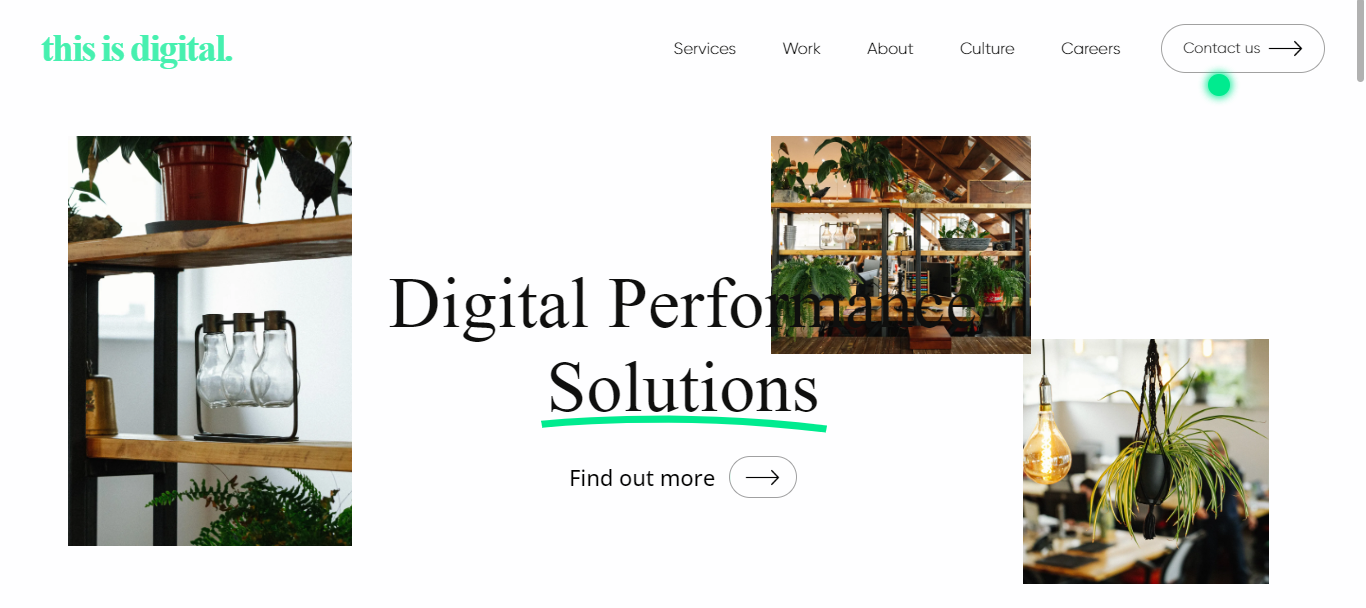 this is digital.
Services
Work
About
Culture
Careers
Contact us
Digital Performance
Solutions
Find out more